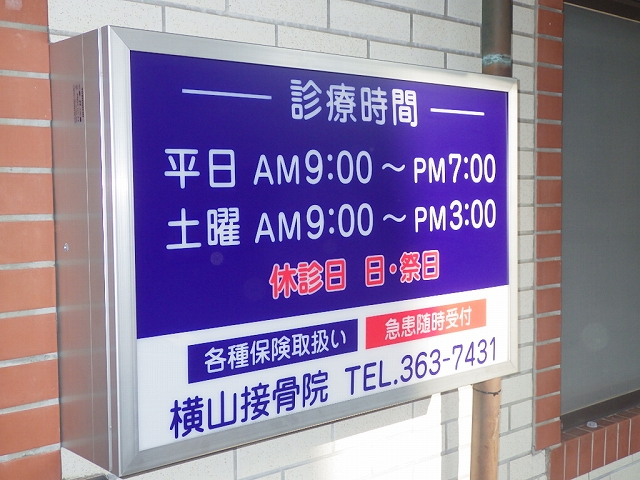 診療時間
平日 AM9:00～PM7:00
土曜 AM9:00～PM3:00
休診日 日・祭日
各種保険取扱い 急患随時受付
横山接骨院 TEL.363-7431